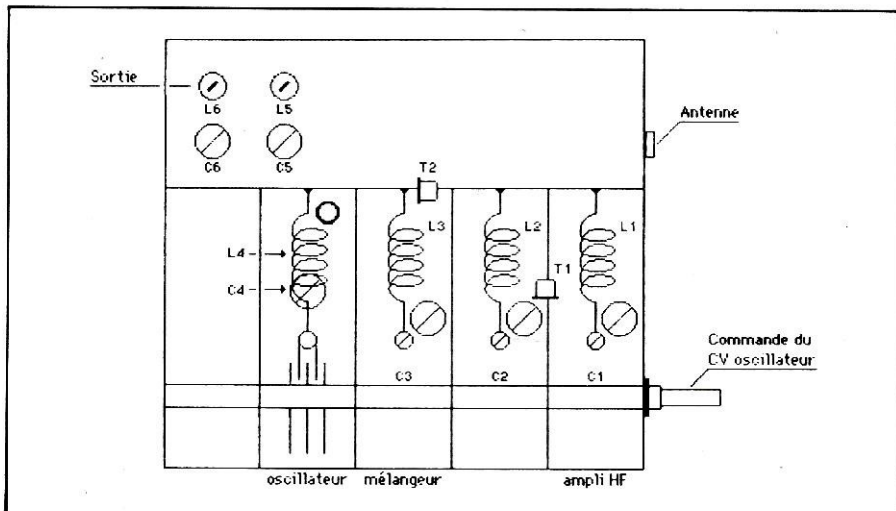 Sortie
L6
L5
C6
C5
Antenne
T2
L4
L3
L2
L1
T1
C4
C3
C2
C1
Commande du
CV oscillateur
oscillateur
mélangeur
ampli HF